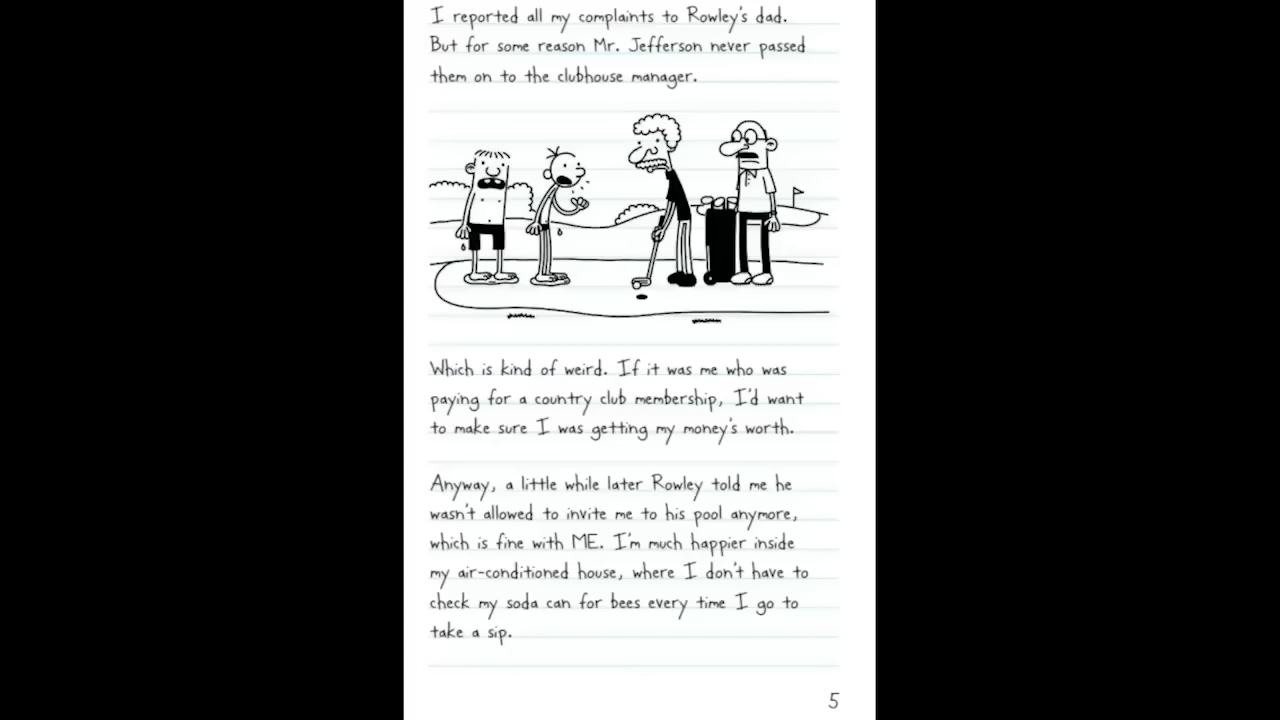 I reported all my complaints to Rowley's dad.
But for some reason Mr. Jefferson never passed
them on to the clubhouse manager.
Which is kind of weird. If it was me who was
paying for a country club membership, I'd want
to make sure I was getting my money's worth.
Anyway, a little while later Rowley told me he
wasn't allowed to invite me to his pool anymore,
which is fine with ME. I'm much happier inside
my air-conditioned house, where I don't have to
check my soda can for bees every time I go to
take a sip.
5